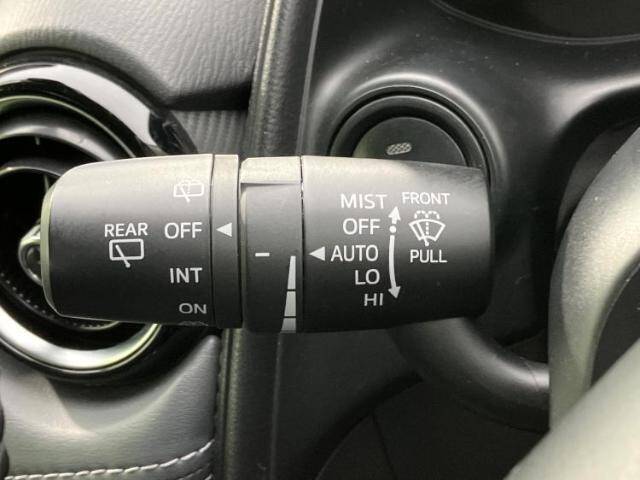 REAR
OFF
INT
ON
MIST
OFF
AUTO
LO
HI
FRONT
PULL